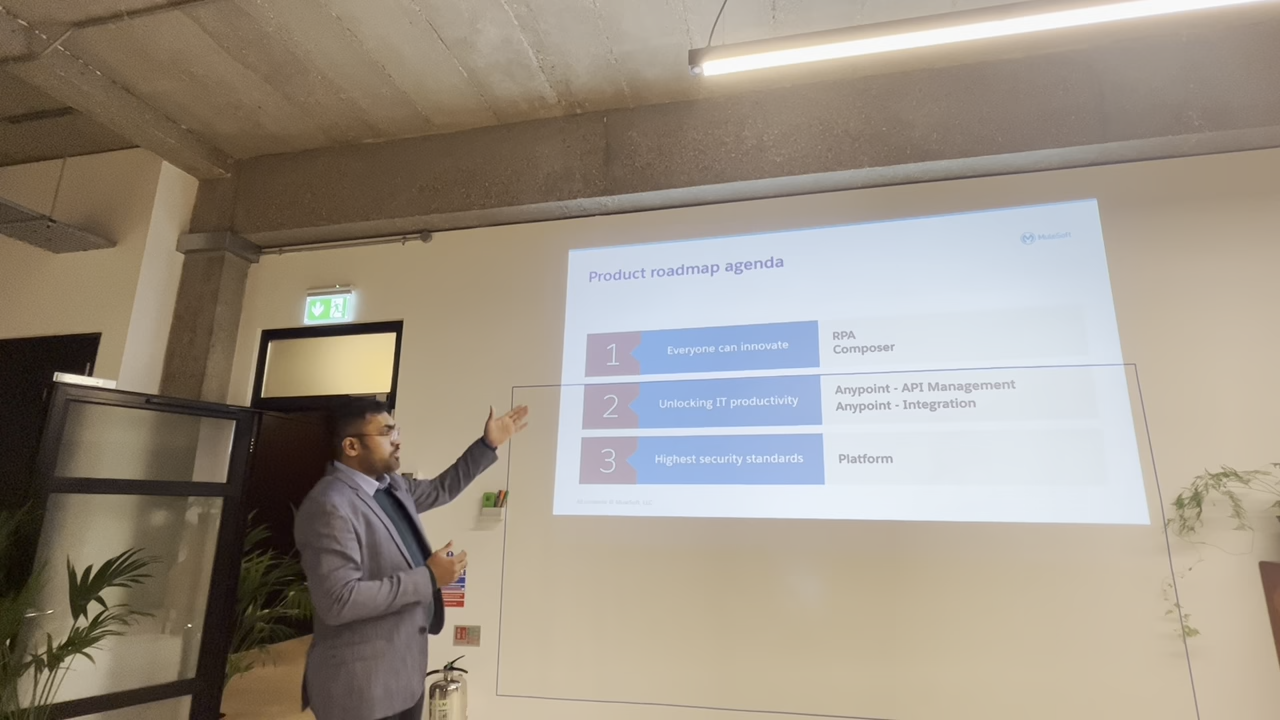 MuleSoft
Product roadmap agenda
1
Everyone can innovate
RPA
Composer
2
Unlocking IT productivity
Anypoint - API Management
Anypoint - Integration
3
Highest security standards
Platform